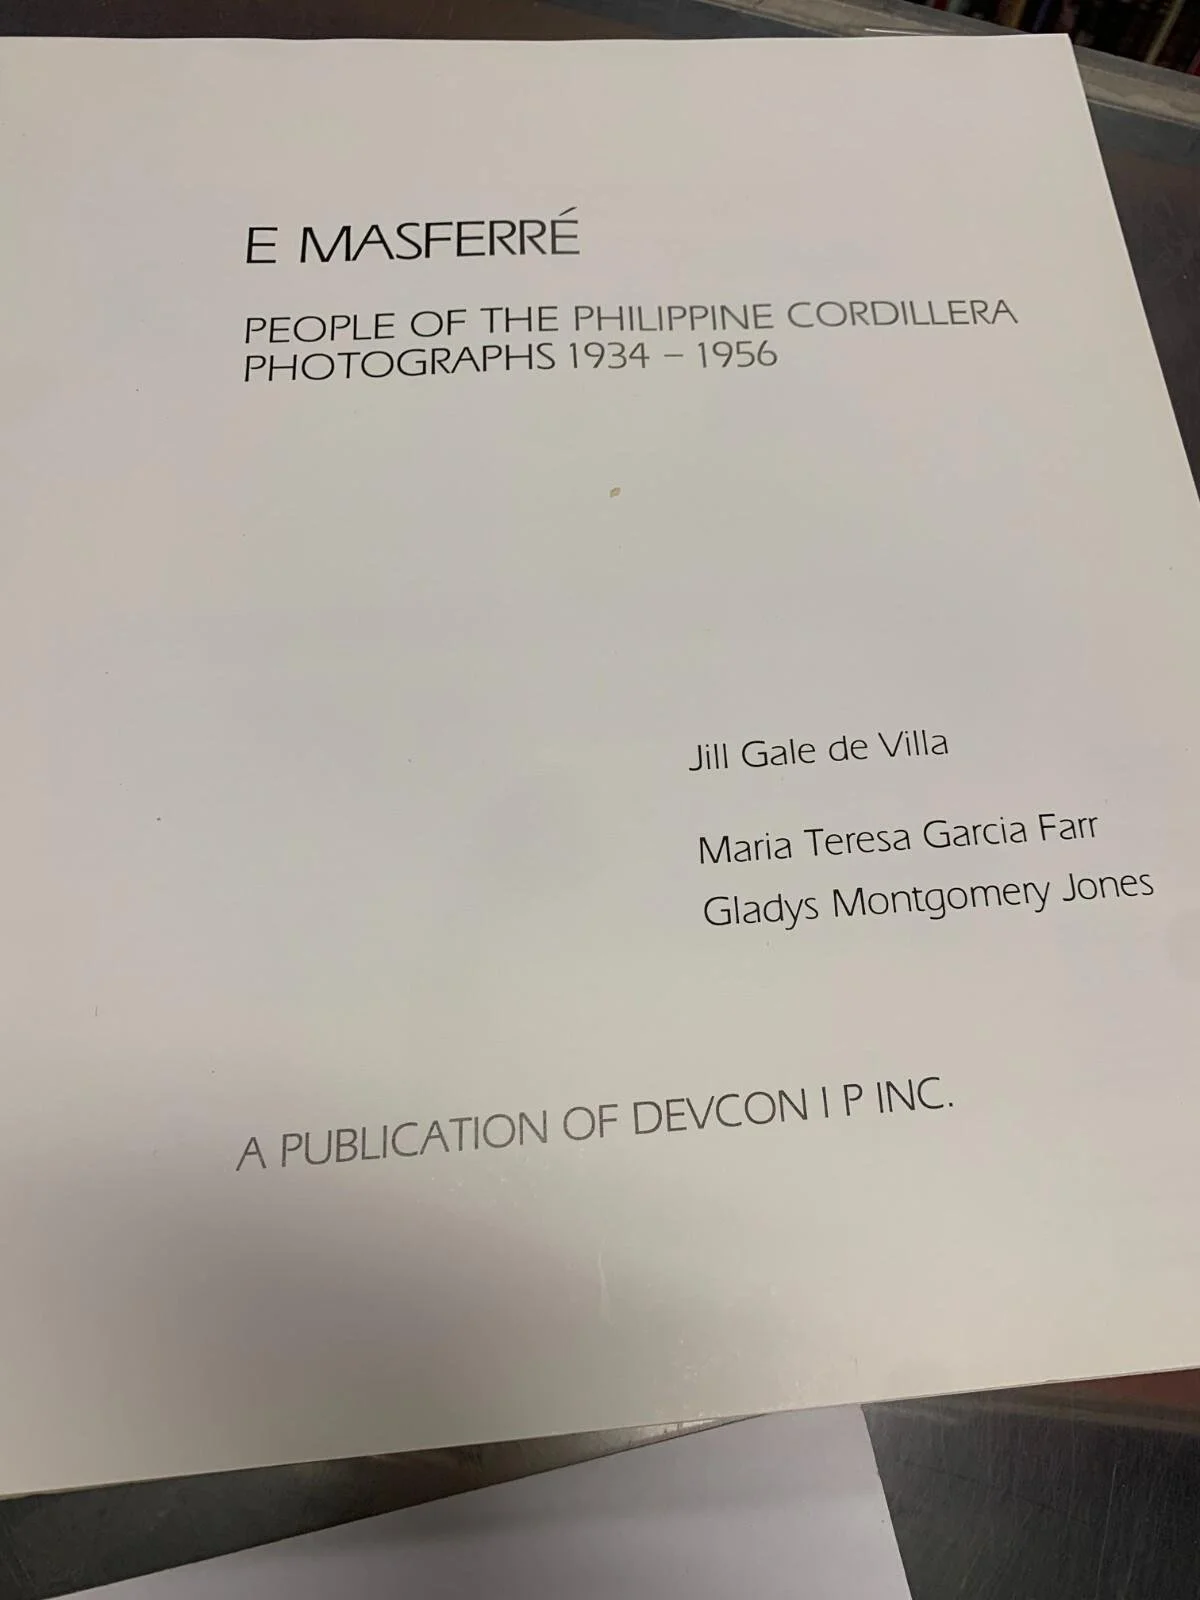 E MASFERRÉ
PEOPLE OF THE PHILIPPINE CORDILLERA
PHOTOGRAPHS 1934 – 1956
Jill Gale de Villa
Maria Teresa Garcia Farr
Gladys Montgomery Jones
A PUBLICATION OF DEVCON I P INC.